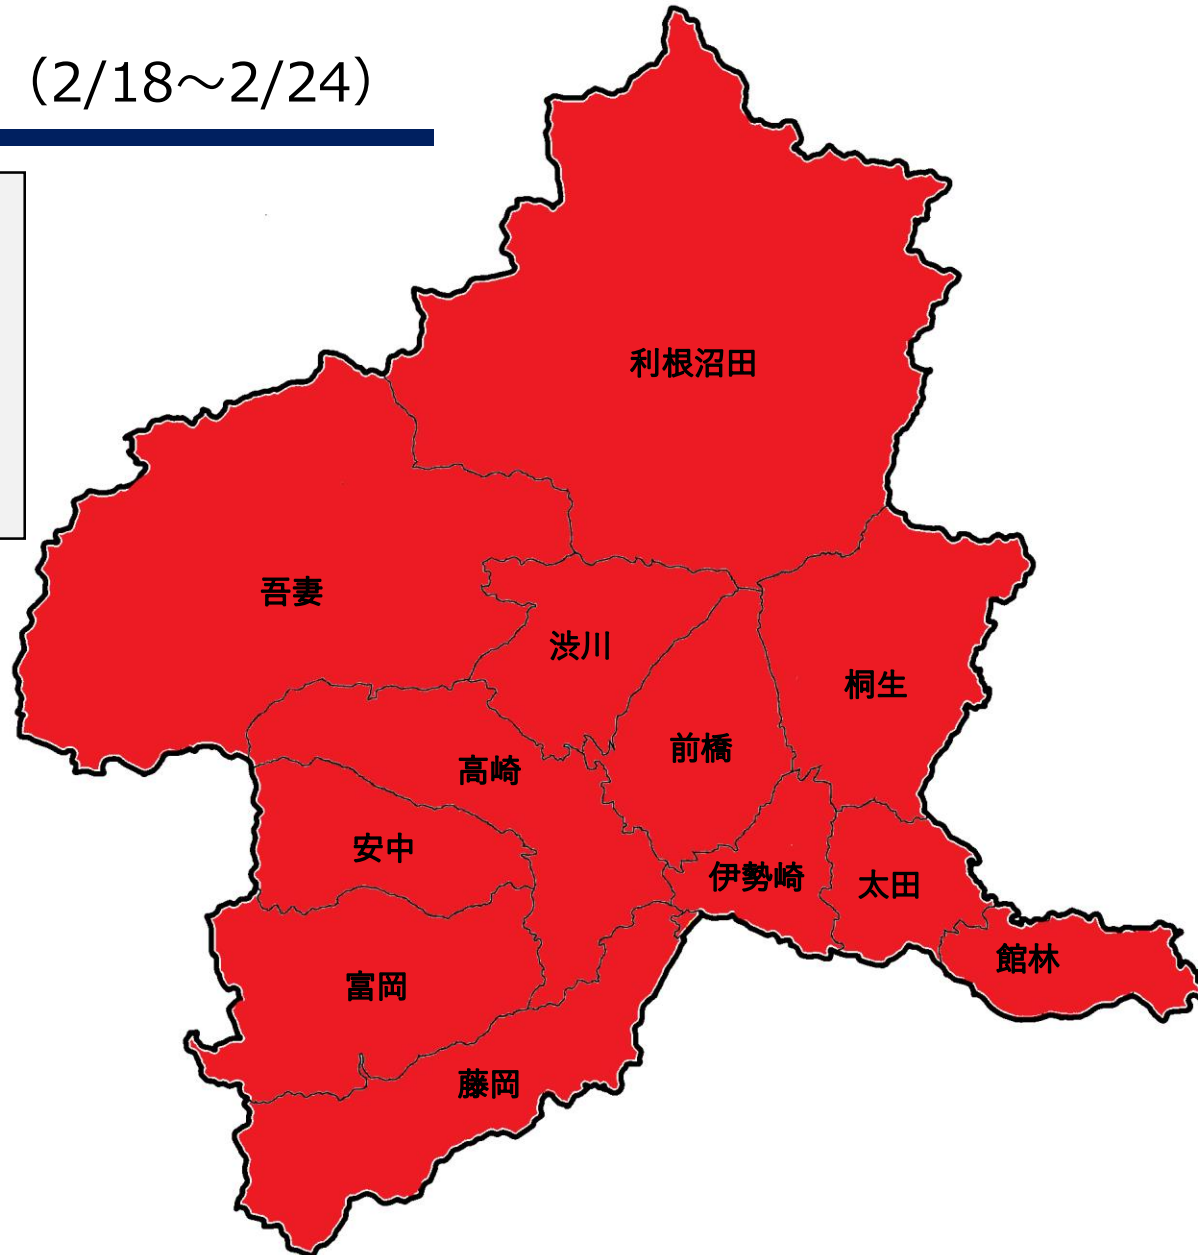 （2/18～2/24）
利根沼田
吾妻
渋川
桐生
前橋
高崎
安中
伊勢崎
太田
館林
富岡
藤岡